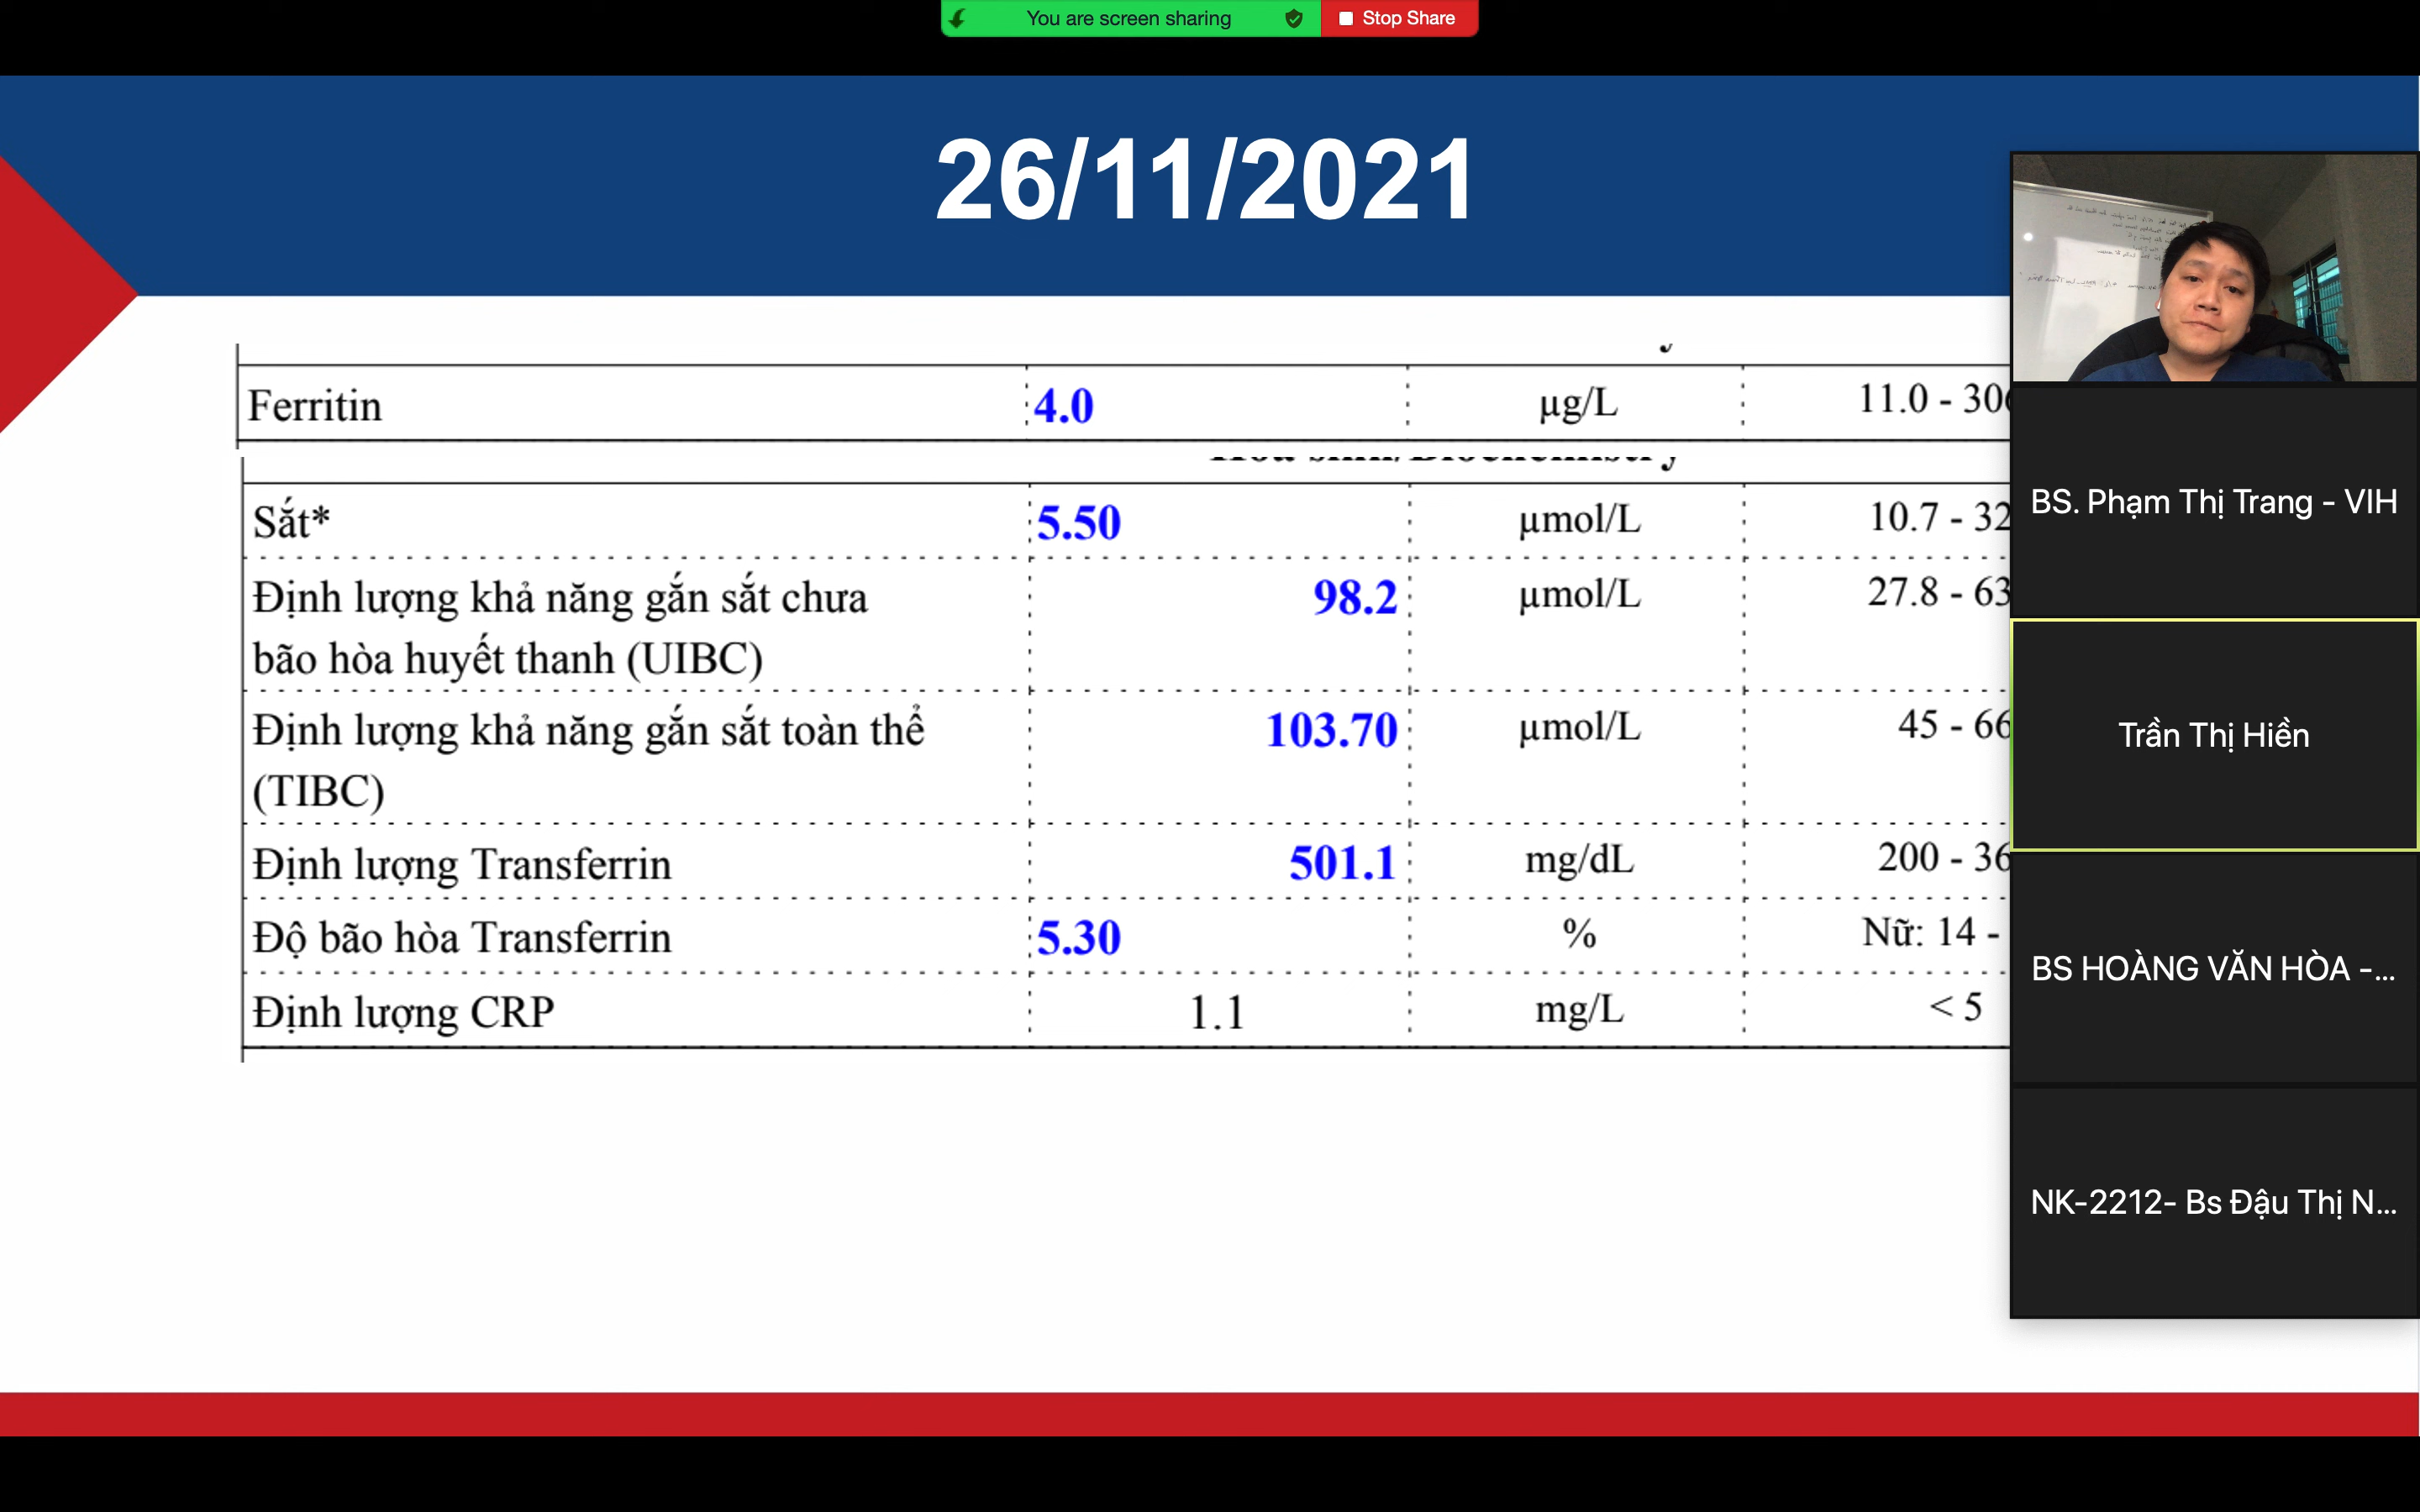 You are screen sharing
Stop Share
26/11/2021
Ferritin 4.0 µg/L 11.0 - 30
Sắt* 5.50 µmol/L 10.7 - 32
Định lượng khả năng gắn sắt chưa 98.2 µmol/L 27.8 - 63
bão hòa huyết thanh (UIBC)
Định lượng khả năng gắn sắt toàn thể 103.70 µmol/L 45 - 66
(TIBC)
Định lượng Transferrin 501.1 mg/dL 200 - 36
Độ bão hòa Transferrin 5.30 % Nữ: 14 -
Định lượng CRP 1.1 mg/L < 5
BS. Phạm Thị Trang - VIH
Trần Thị Hiền
BS HOÀNG VĂN HÒA -...
NK-2212- Bs Đậu Thị N...